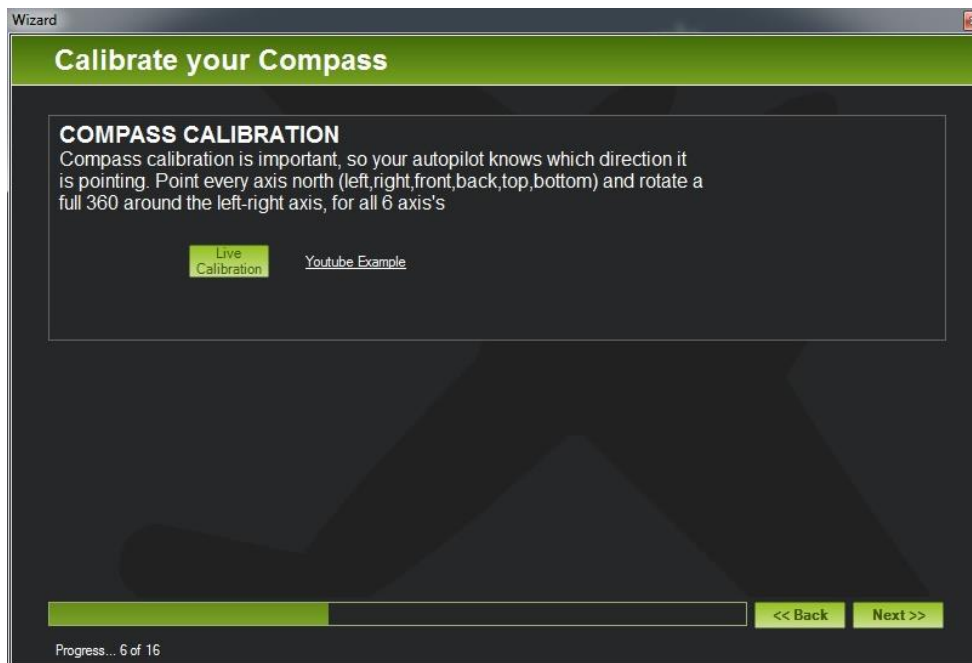 Wizard
Calibrate your Compass
COMPASS CALIBRATION
Compass calibration is important, so your autopilot knows which direction it
is pointing. Point every axis north (left,right,front,back,top,bottom) and rotate a
full 360 around the left-right axis, for all 6 axis's
Live
Calibration
Youtube Example
<< Back
Next >>
Progress... 6 of 16